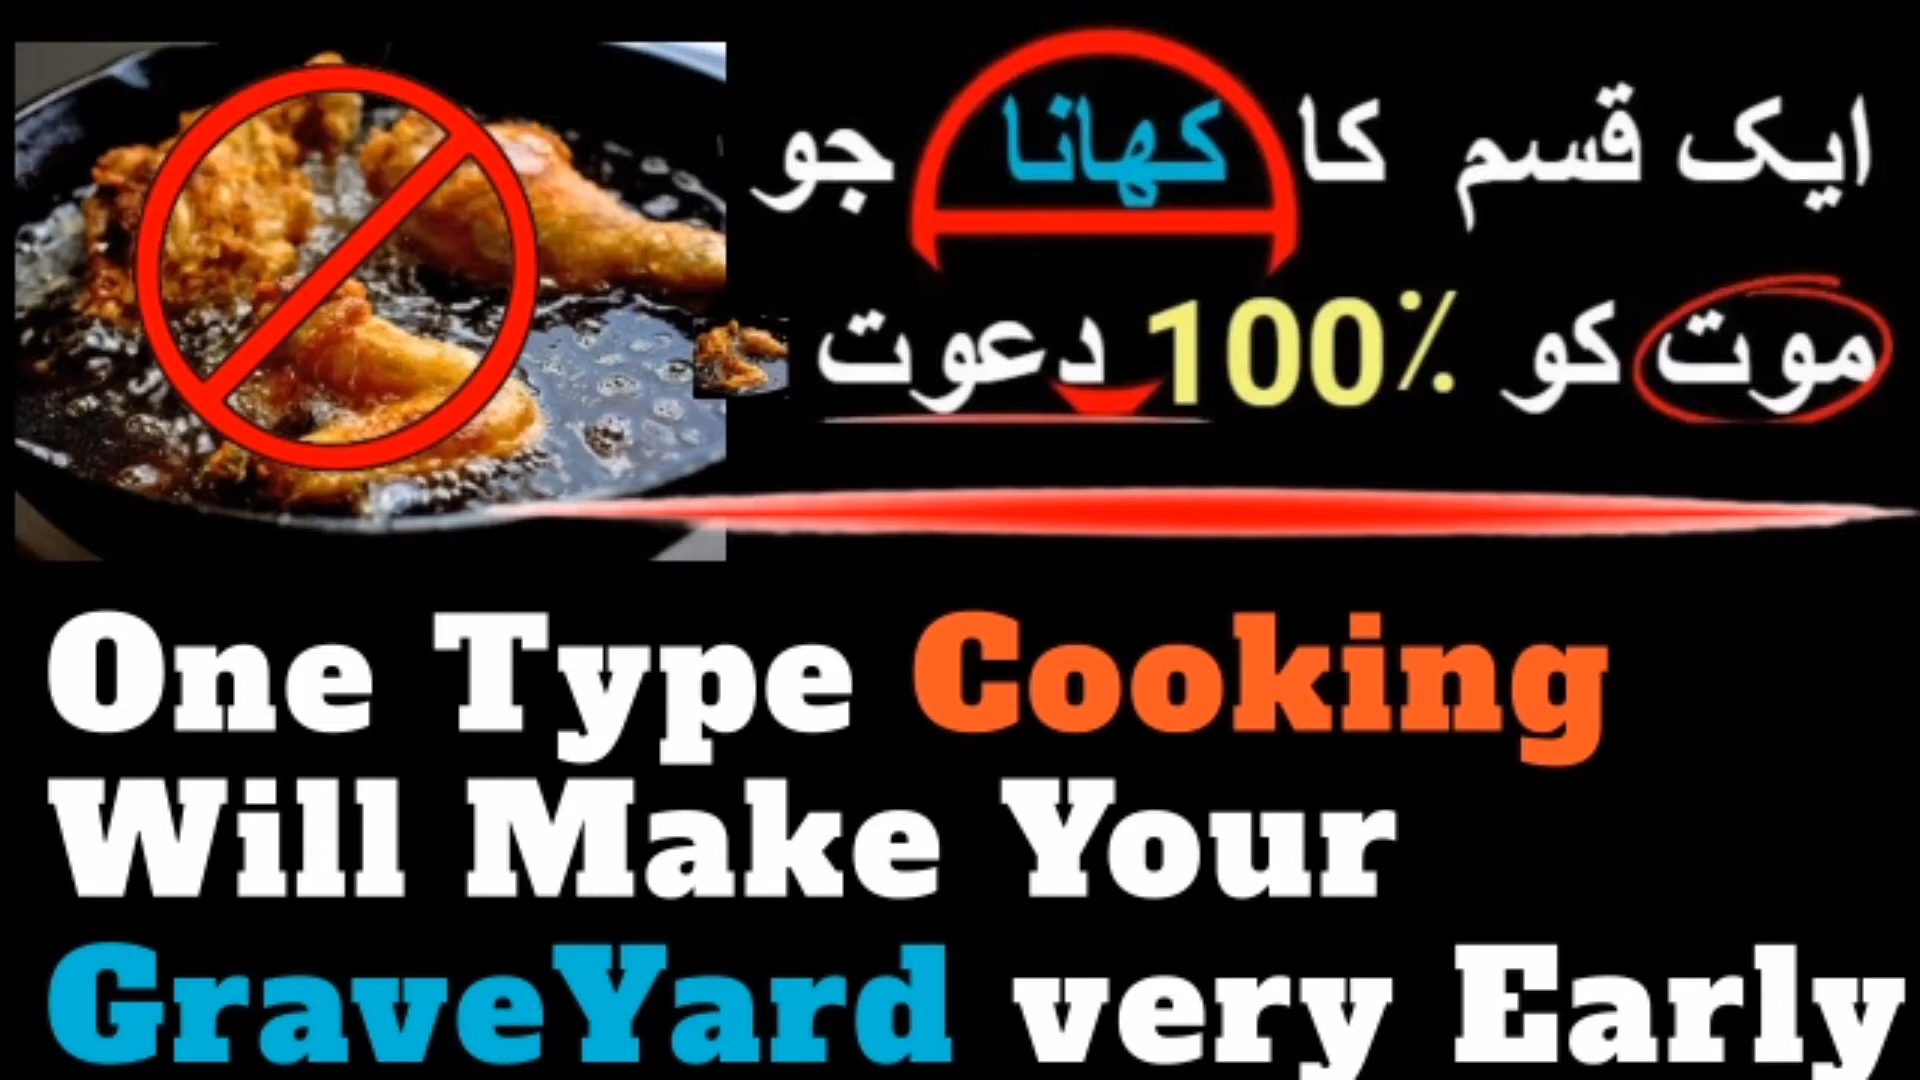 ایک قسم کا کھانا جو
موت کو 100٪ دعوت
One Type Cooking
Will Make Your
GraveYard very Early